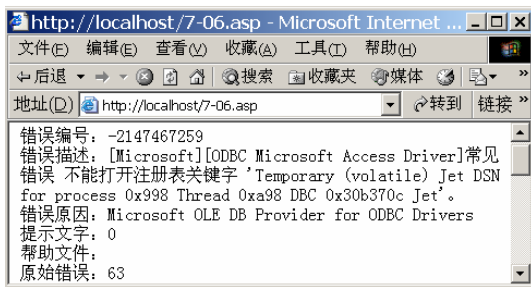 http://localhost/7-06.asp - Microsoft Internet ...
文件(F) 编辑(E) 查看(V) 收藏(A) 工具(T) 帮助(H)
后退 搜索 收藏夹 媒体 »
地址(D) http://localhost/7-06.asp 转到 链接 »
错误编号：-2147467259
错误描述：[Microsoft][ODBC Microsoft Access Driver]常见
错误 不能打开注册表关键字 'Temporary (volatile) Jet DSN
for process 0x998 Thread 0xa98 DBC 0x30b370c Jet'。
错误原因：Microsoft OLE DB Provider for ODBC Drivers
提示文字：0
帮助文件：
原始错误：63